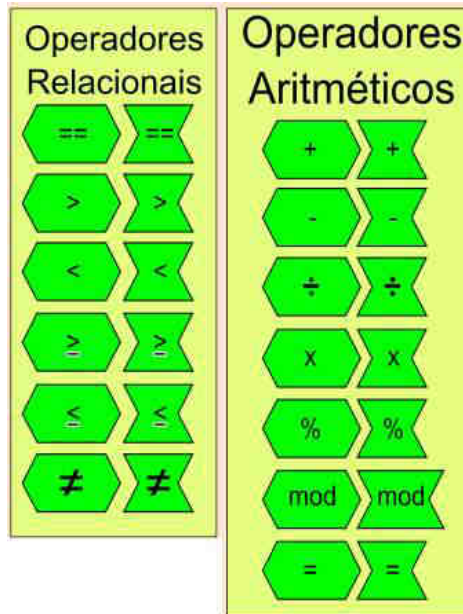 Operadores
Relacionais
== ==
> >
< <
≥ ≥
≤ ≤
≠ ≠
Operadores
Aritméticos
+ +
- -
÷ ÷
x x
% %
mod mod
= =